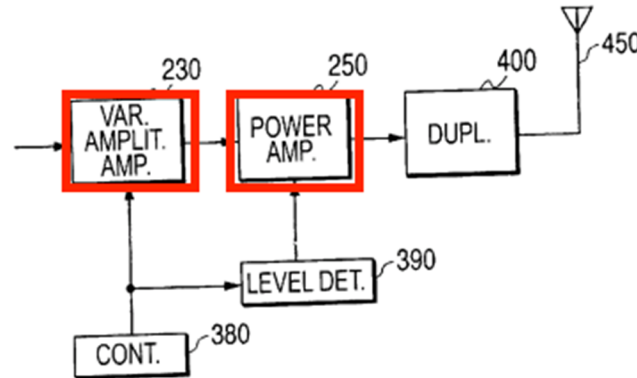 230
250
400
450
VAR.
AMPLIT.
AMP.
POWER
AMP.
DUPL.
LEVEL DET.
390
CONT.
380